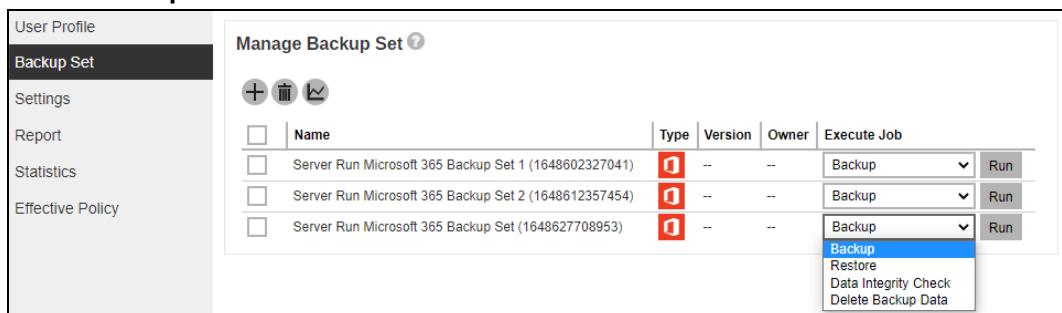 User Profile
Backup Set
Settings
Report
Statistics
Effective Policy
Manage Backup Set ?
Name Type Version Owner Execute Job
Server Run Microsoft 365 Backup Set 1 (1648602327041) -- -- Backup Run
Server Run Microsoft 365 Backup Set 2 (1648612357454) -- -- Backup Run
Server Run Microsoft 365 Backup Set (1648627708953) -- -- Backup Run
Backup
Restore
Data Integrity Check
Delete Backup Data